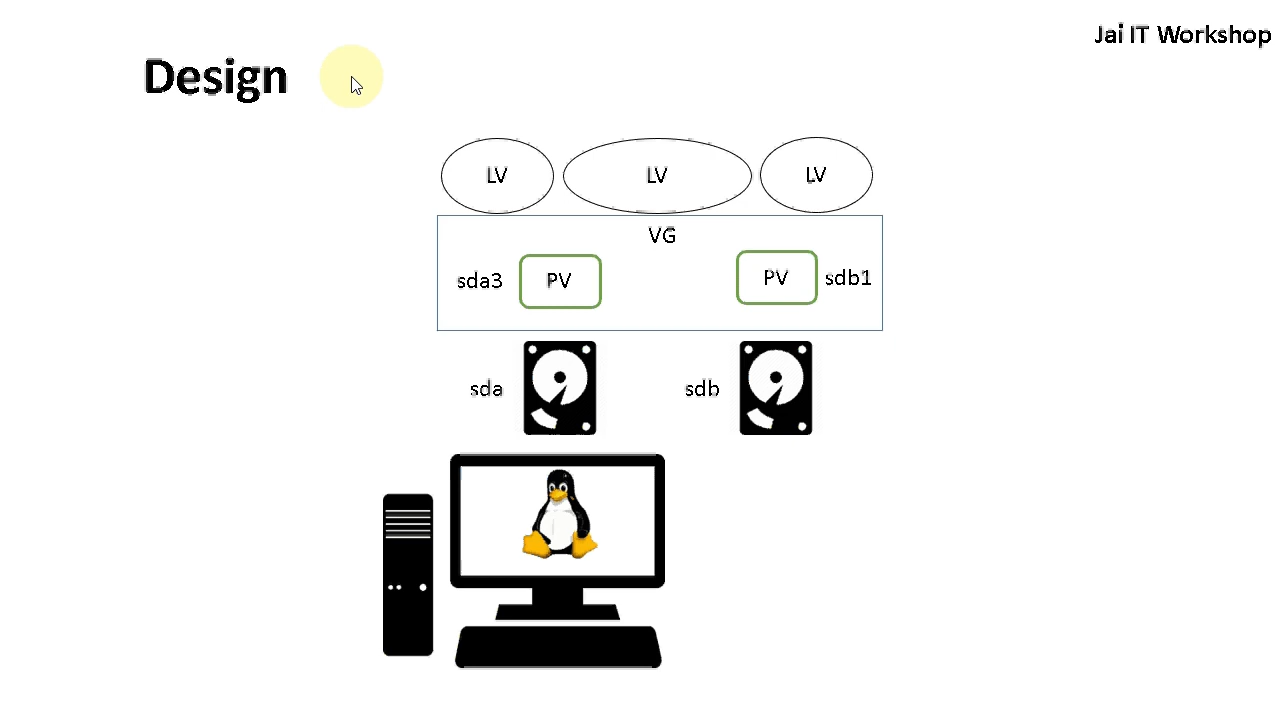 Jai IT Workshop
Design
LV LV LV
VG
sda3 PV PV sdb1
sda sdb